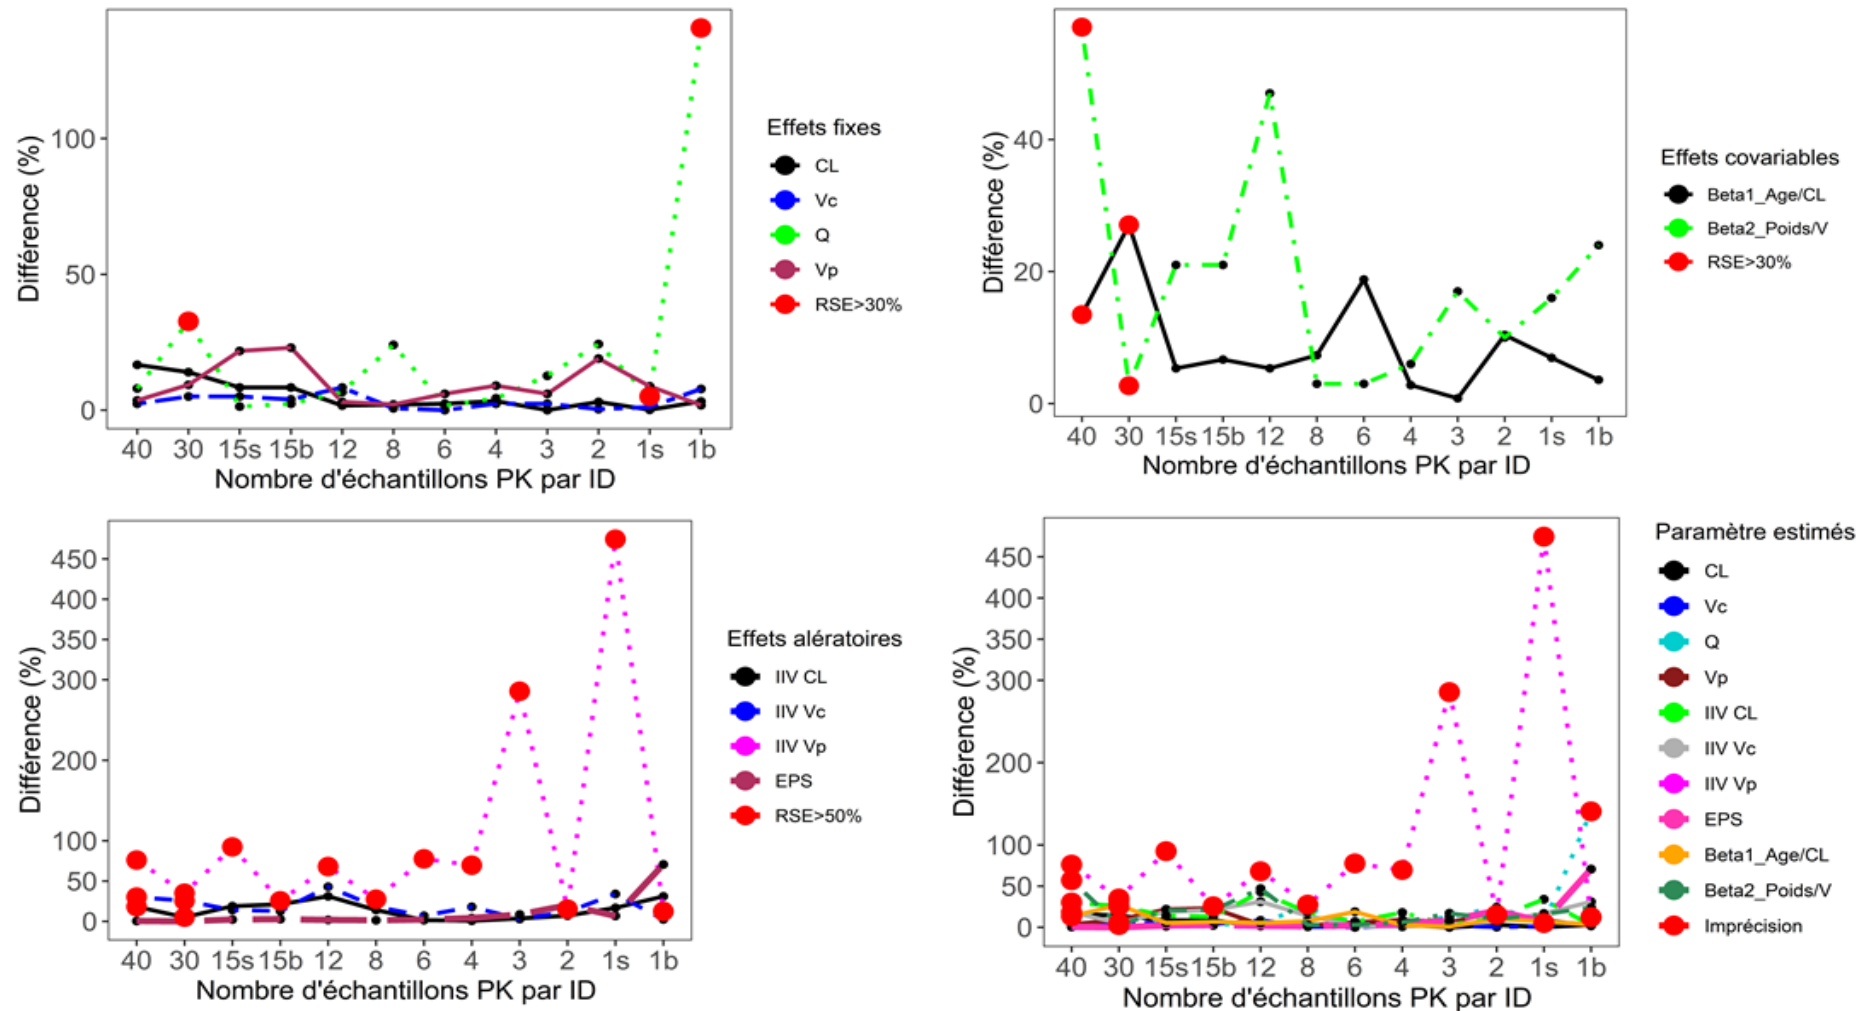 Différence (%)
100
50
0
40 30 15s 15b 12 8 6 4 3 2 1s 1b
Nombre d'échantillons PK par ID
Effets fixes
CL
Vc
Q
Vp
RSE>30%
Différence (%)
40
20
0
40 30 15s 15b 12 8 6 4 3 2 1s 1b
Nombre d'échantillons PK par ID
Effets covariables
Beta1_Age/CL
Beta2_Poids/V
RSE>30%
Différence (%)
450
400
350
300
200
100
50
0
40 30 15s 15b 12 8 6 4 3 2 1s 1b
Nombre d'échantillons PK par ID
Effets alératoires
IIV CL
IIV Vc
IIV Vp
EPS
RSE>50%
Différence (%)
450
400
350
300
200
100
50
0
40 30 15s 15b 12 8 6 4 3 2 1s 1b
Nombre d'échantillons PK par ID
Paramètre estimés
CL
Vc
Q
Vp
IIV CL
IIV Vc
IIV Vp
EPS
Beta1_Age/CL
Beta2_Poids/V
Imprécision